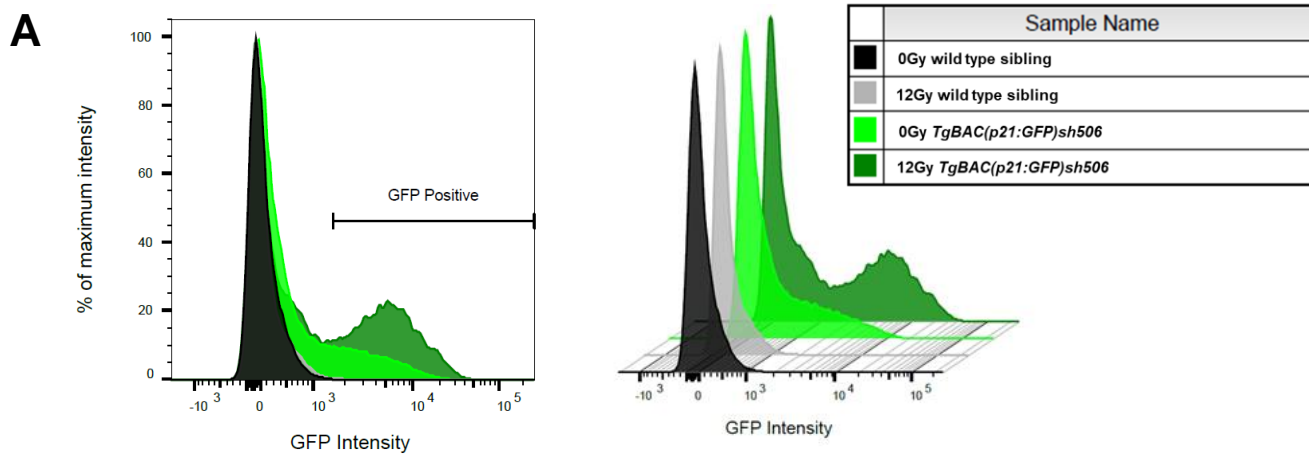 A
% of maximum intensity
100
80
60
40
20
0
GFP Positive
-10 3 0 10 3 10 4 10 5
GFP Intensity
-10 3 0 10 3 10 4 10 5
GFP Intensity
Sample Name
0Gy wild type sibling
12Gy wild type sibling
0Gy TgBAC(p21:GFP)sh506
12Gy TgBAC(p21:GFP)sh506